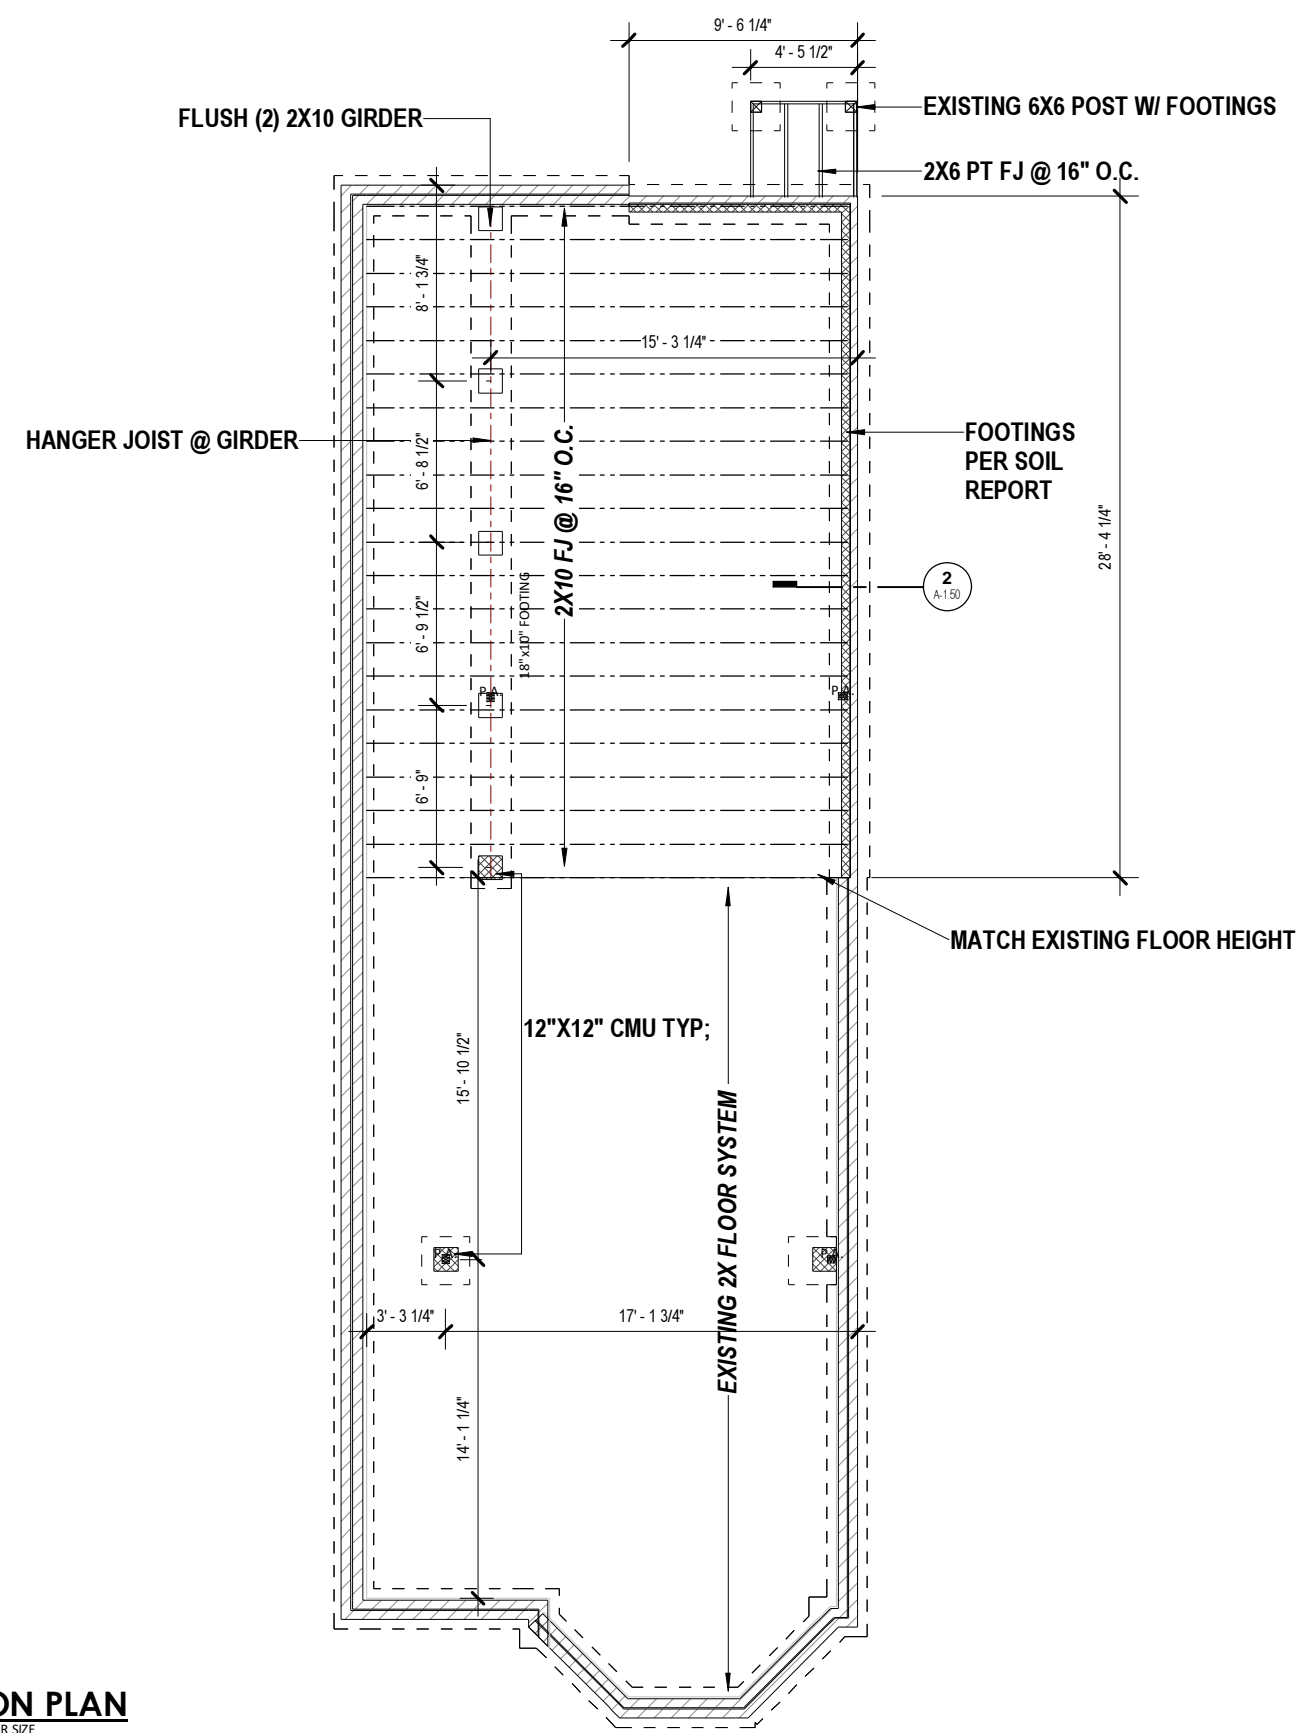 9' - 6 1/4"
4' - 5 1/2"
EXISTING 6X6 POST W/ FOOTINGS
FLUSH (2) 2X10 GIRDER
2X6 PT FJ @ 16" O.C.
8' - 1 3/4"
15' - 3 1/4"
HANGER JOIST @ GIRDER
6' - 8 1/2"
2X10 FJ @ 16" O.C.
FOOTINGS
PER SOIL
REPORT
28' - 4 1/4"
2
A-1.50
6' - 9 1/2"
18"x10" FOOTING
P.A.
P.A.
6' - 9"
MATCH EXISTING FLOOR HEIGHT
12"X12" CMU TYP;
15' - 10 1/2"
EXISTING 2X FLOOR SYSTEM
P.A.
P.A.
3' - 3 1/4"
17' - 1 3/4"
14' - 1 1/4"
ON PLAN
R SIZE